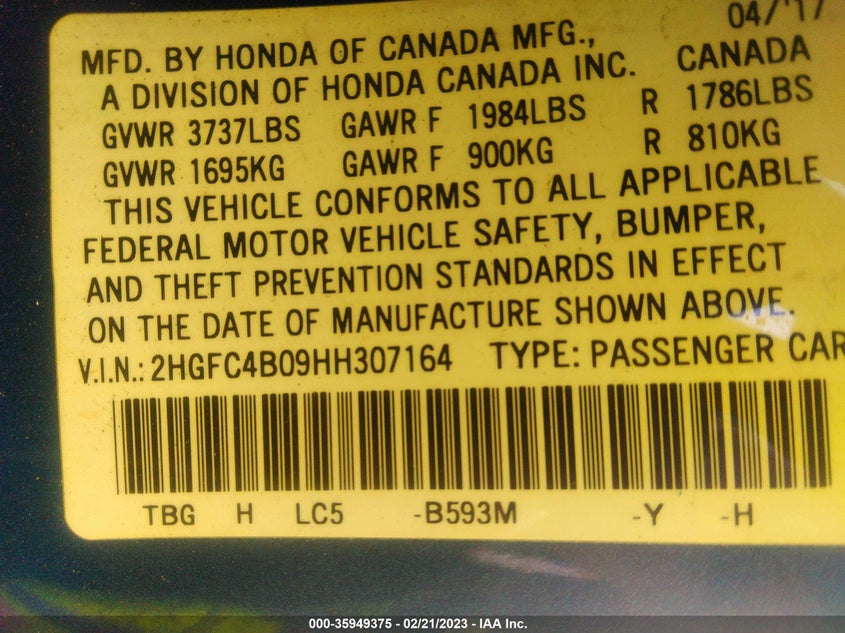 04/'17
MFD. BY HONDA OF CANADA MFG.,
A DIVISION OF HONDA CANADA INC. CANADA
GVWR 3737LBS GAWR F 1984LBS R 1786LBS
GVWR 1695KG GAWR F 900KG R 810KG
THIS VEHICLE CONFORMS TO ALL APPLICABLE
FEDERAL MOTOR VEHICLE SAFETY, BUMPER,
AND THEFT PREVENTION STANDARDS IN EFFECT
ON THE DATE OF MANUFACTURE SHOWN ABOVE.
V.I.N.: 2HGFC4B09HH307164 TYPE: PASSENGER CAR
TBG H LC5 -B593M -Y -H
000-35949375 - 02/21/2023 - IAA Inc.